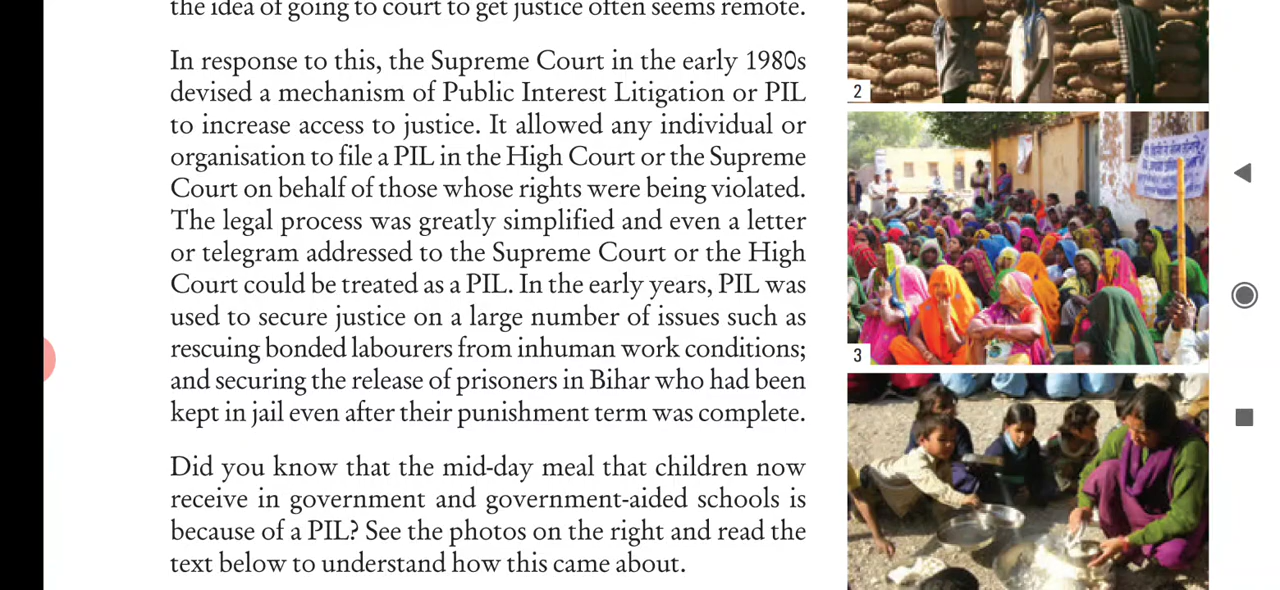 the idea of going to court to get justice often seems remote.
In response to this, the Supreme Court in the early 1980s
devised a mechanism of Public Interest Litigation or PIL
to increase access to justice. It allowed any individual or
organisation to file a PIL in the High Court or the Supreme
Court on behalf of those whose rights were being violated.
The legal process was greatly simplified and even a letter
or telegram addressed to the Supreme Court or the High
Court could be treated as a PIL. In the early years, PIL was
used to secure justice on a large number of issues such as
rescuing bonded labourers from inhuman work conditions;
and securing the release of prisoners in Bihar who had been
kept in jail even after their punishment term was complete.
Did you know that the mid-day meal that children now
receive in government and government-aided schools is
because of a PIL? See the photos on the right and read the
text below to understand how this came about.
2
3